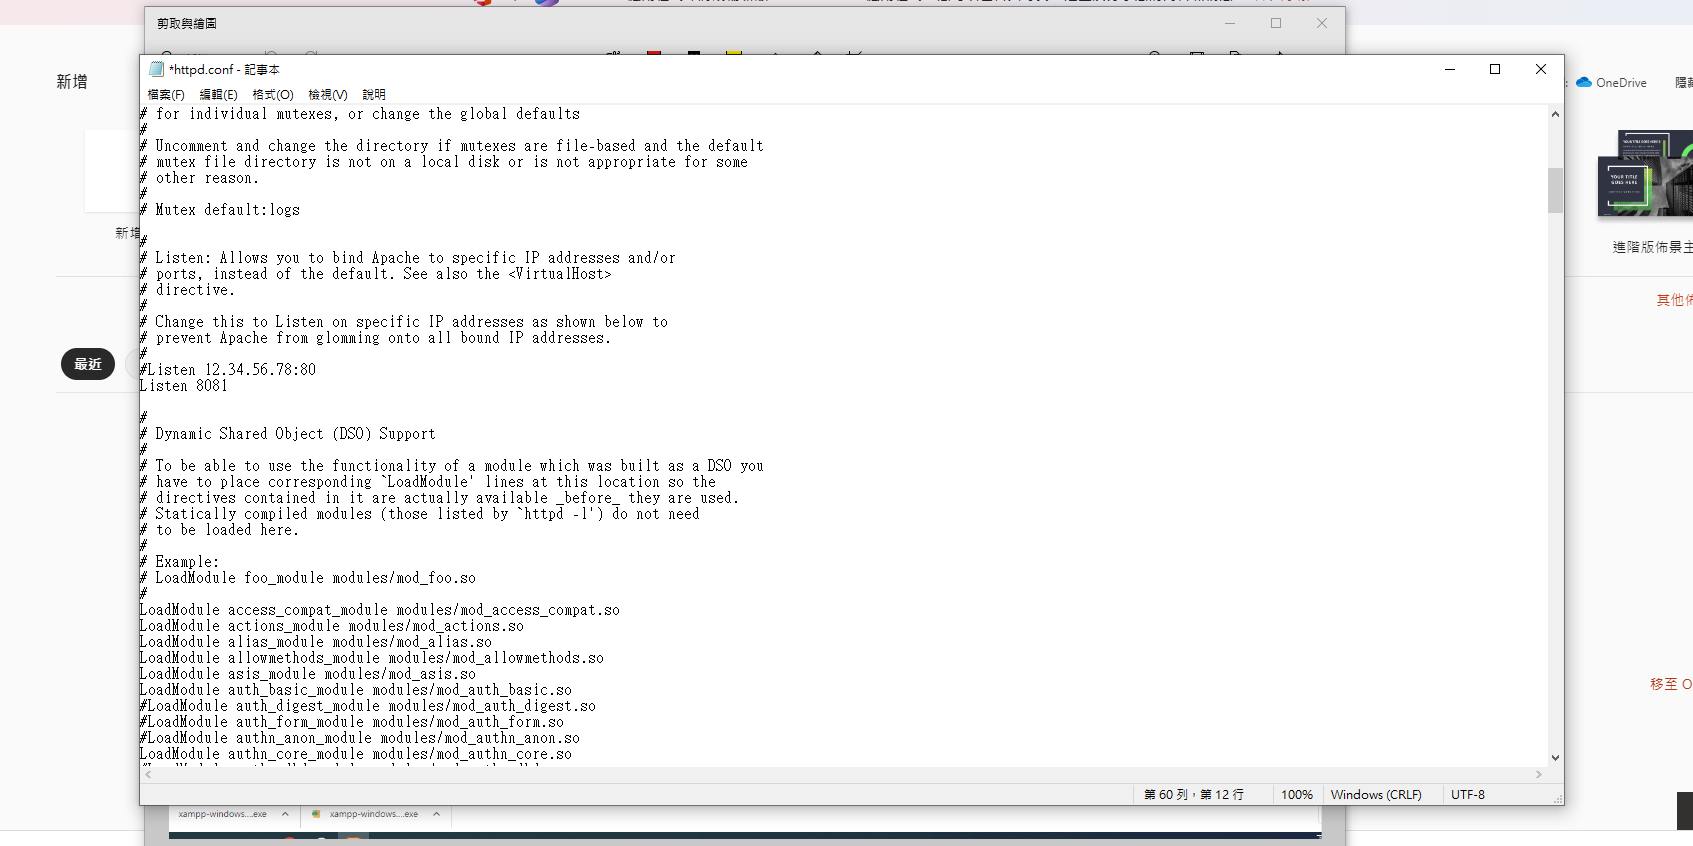 剪取與繪圖
*httpd.conf - 記事本
檔案(F) 編輯(E) 格式(O) 檢視(V) 說明
新增
OneDrive
# for individual mutexes, or change the global defaults
#
# Uncomment and change the directory if mutexes are file-based and the default
# mutex file directory is not on a local disk or is not appropriate for some
# other reason.
#
# Mutex default:logs
#
# Listen: Allows you to bind Apache to specific IP addresses and/or
# ports, instead of the default. See also the <VirtualHost>
# directive.
#
# Change this to Listen on specific IP addresses as shown below to
# prevent Apache from glomming onto all bound IP addresses.
#
#Listen 12.34.56.78:80
Listen 8081
#
# Dynamic Shared Object (DSO) Support
#
# To be able to use the functionality of a module which was built as a DSO you
# have to place corresponding `LoadModule' lines at this location so the
# directives contained in it are actually available _before_ they are used.
# Statically compiled modules (those listed by `httpd -l') do not need
# to be loaded here.
#
# Example:
# LoadModule foo_module modules/mod_foo.so
#
LoadModule access_compat_module modules/mod_access_compat.so
LoadModule actions_module modules/mod_actions.so
LoadModule alias_module modules/mod_alias.so
LoadModule allowmethods_module modules/mod_allowmethods.so
LoadModule asis_module modules/mod_asis.so
LoadModule auth_basic_module modules/mod_auth_basic.so
#LoadModule auth_digest_module modules/mod_auth_digest.so
#LoadModule auth_form_module modules/mod_auth_form.so
#LoadModule authn_anon_module modules/mod_authn_anon.so
LoadModule authn_core_module modules/mod_authn_core.so
新增
最近
YOUR TITLE GOES HERE
YOUR TITLE
GOES HERE
進階版佈景主
其他
移至 O
第 60 列，第 12 行 100% Windows (CRLF) UTF-8
xampp-windows....exe xampp-windows....exe